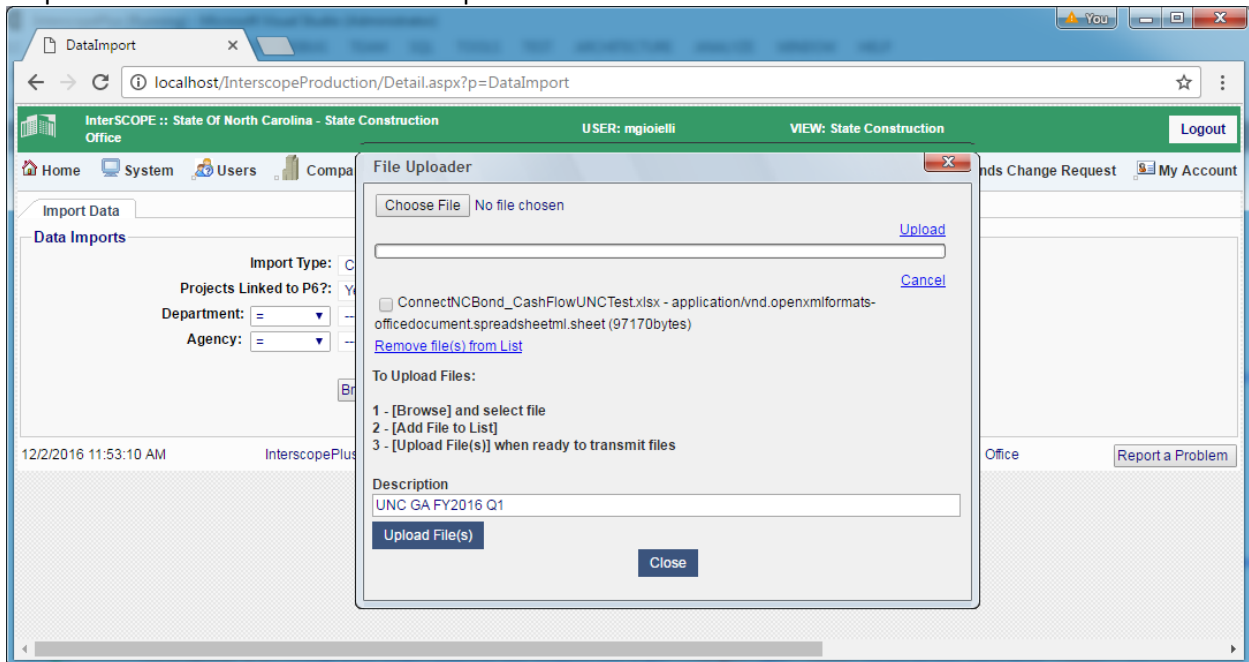 You
DataImport
localhost/InterscopeProduction/Detail.aspx?p=DataImport
InterSCOPE :: State Of North Carolina - State Construction
Office
USER: mgioielli
VIEW: State Construction
Logout
Home System Users Compa
nds Change Request My Account
File Uploader
Import Data
Choose File No file chosen
Data Imports
Upload
Import Type: C
Projects Linked to P6?: Ye
Cancel
ConnectNCBond_CashFlowUNCTest.xlsx - application/vnd.openxmlformats-
officedocument.spreadsheetml.sheet (97170bytes)
Department: = --
Agency: = --
Remove file(s) from List
To Upload Files:
Br
1 - [Browse] and select file
2 - [Add File to List]
3 - [Upload File(s)] when ready to transmit files
12/2/2016 11:53:10 AM
InterscopePlus
Office
Report a Problem
Description
UNC GA FY2016 Q1
Upload File(s)
Close